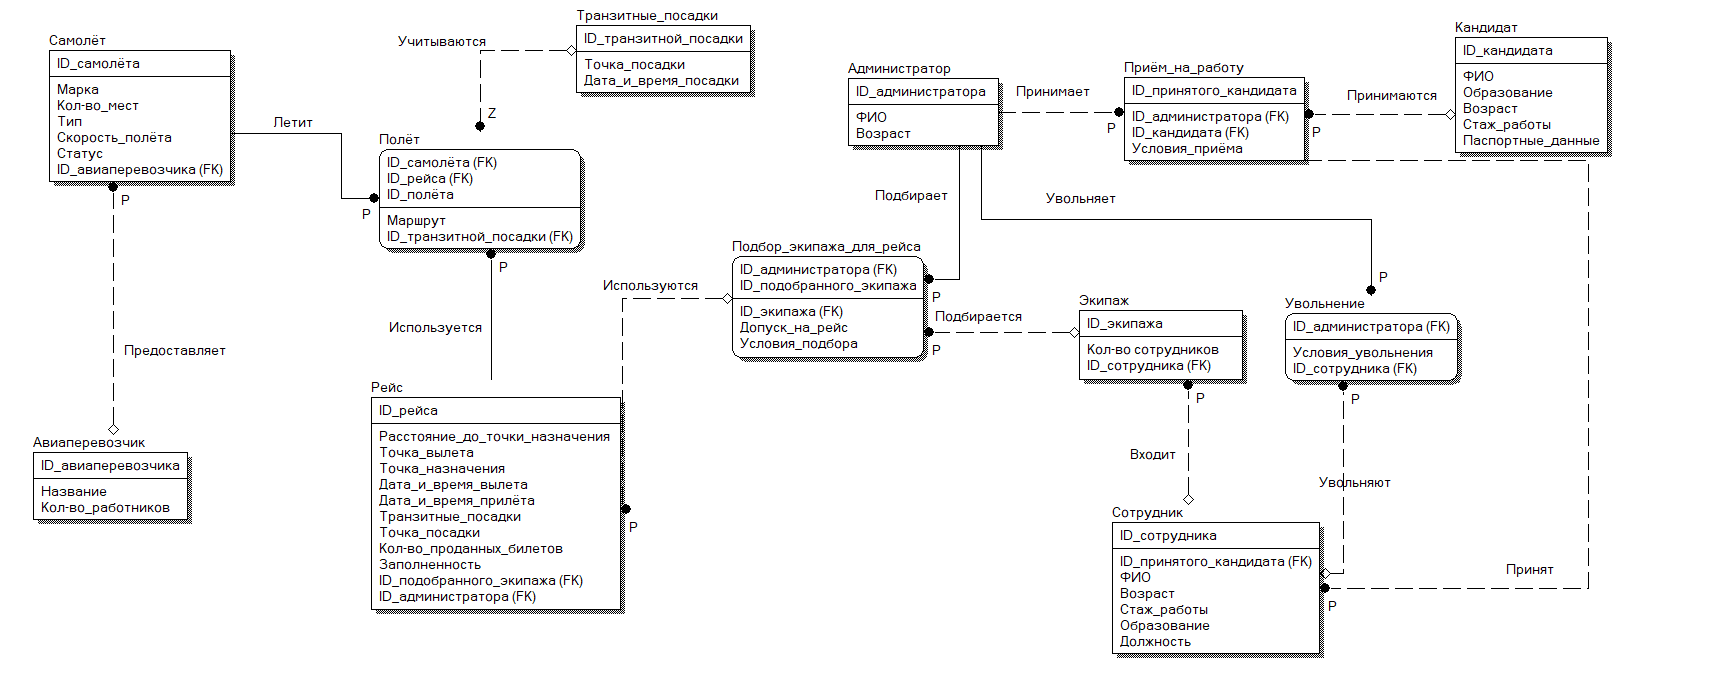 Самолёт
ID_самолёта
Марка
Кол-во_мест
Тип
Скорость_полёта
Статус
ID_авиаперевозчика (FK)
P
Предоставляет
Авиаперевозчик
ID_авиаперевозчика
Название
Кол-во_работников
Летит
P
Учитываются
Z
Транзитные_посадки
ID_транзитной_посадки
Точка_посадки
Дата_и_время_посадки
Полёт
ID_самолёта (FK)
ID_рейса (FK)
ID_полёта
Маршрут
ID_транзитной_посадки (FK)
P
Используется
Рейс
ID_рейса
Расстояние_до_точки_назначения
Точка_вылета
Точка_назначения
Дата_и_время_вылета
Дата_и_время_прилёта
Транзитные_посадки
Точка_посадки
Кол-во_проданных_билетов
Заполненность
ID_подобранного_экипажа (FK)
ID_администратора (FK)
P
Используются
Администратор
ID_администратора
ФИО
Возраст
Принимает
P
Приём_на_работу
ID_принятого_кандидата
ID_администратора (FK)
ID_кандидата (FK)
Условия_приёма
Принимаются
P
Кандидат
ID_кандидата
ФИО
Образование
Возраст
Стаж_работы
Паспортные_данные
Подбирает
Увольняет
Подбор_экипажа_для_рейса
ID_администратора (FK)
ID_подобранного_экипажа
ID_экипажа (FK)
Допуск_на_рейс
Условия_подбора
P
Подбирается
P
Экипаж
ID_экипажа
Кол-во сотрудников
ID_сотрудника (FK)
P
P
Увольнение
ID_администратора (FK)
Условия_увольнения
ID_сотрудника (FK)
P
Входит
Увольняют
Сотрудник
ID_сотрудника
ID_принятого_кандидата (FK)
ФИО
Возраст
Стаж_работы
Образование
Должность
Принят
P